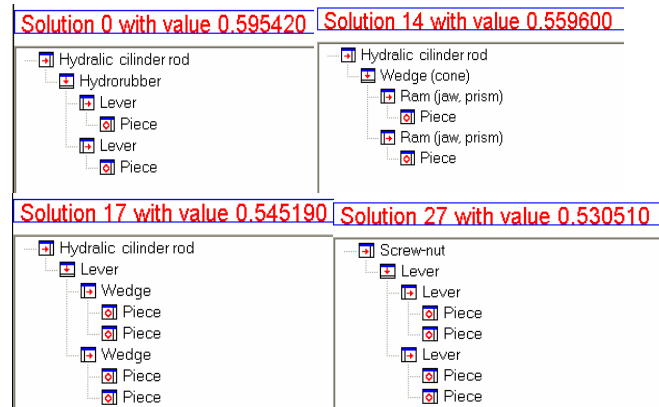 Solution 0 with value 0.595420
Hydralic cilinder rod
Hydrorubber
Lever
Piece
Lever
Piece
Solution 14 with value 0.559600
Hydralic cilinder rod
Wedge (cone)
Ram (jaw, prism)
Piece
Ram (jaw, prism)
Piece
Solution 17 with value 0.545190
Hydralic cilinder rod
Lever
Wedge
Piece
Piece
Wedge
Piece
Piece
Solution 27 with value 0.530510
Screw-nut
Lever
Lever
Piece
Piece
Lever
Piece
Piece